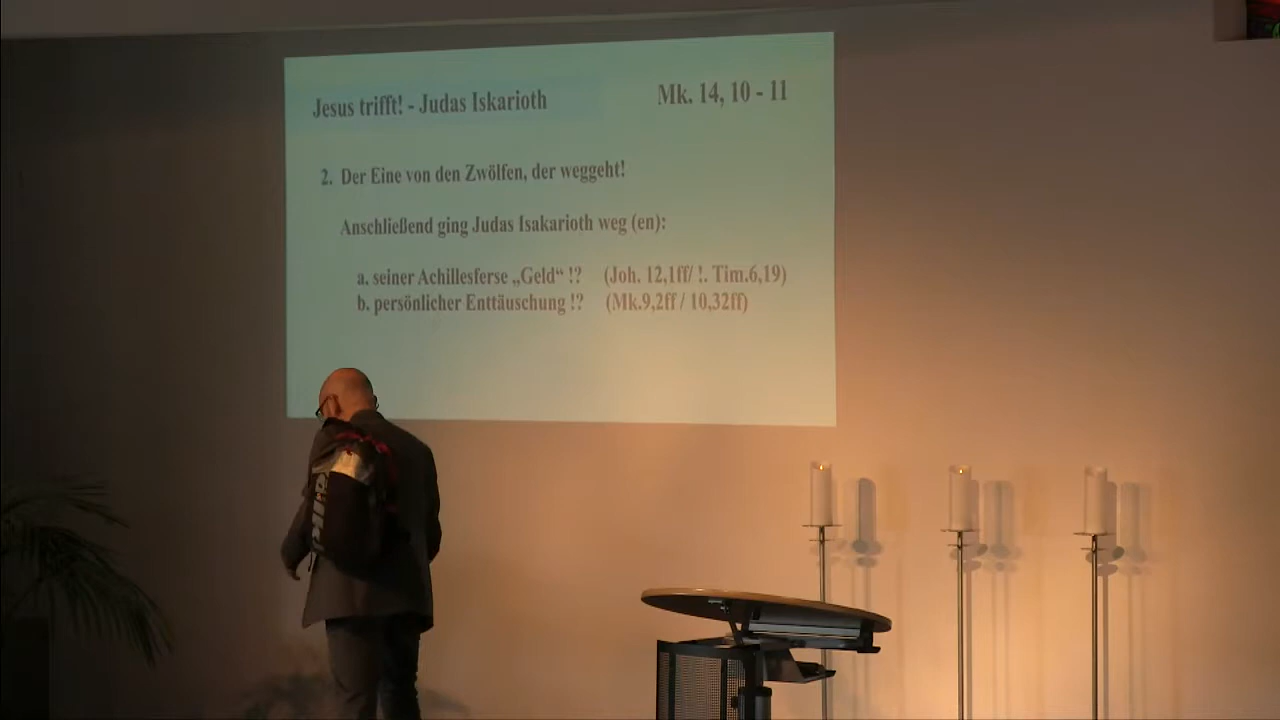 Jesus trifft! - Judas Iskarioth Mk. 14, 10 - 11
2. Der Eine von den Zwölfen, der weggeht!
Anschließend ging Judas Isakarioth weg (en):
a. seiner Achillesferse „Geld“ !? (Joh. 12,1ff/ !. Tim.6,19)
b. persönlicher Enttäuschung !? (Mk.9,2ff / 10,32ff)